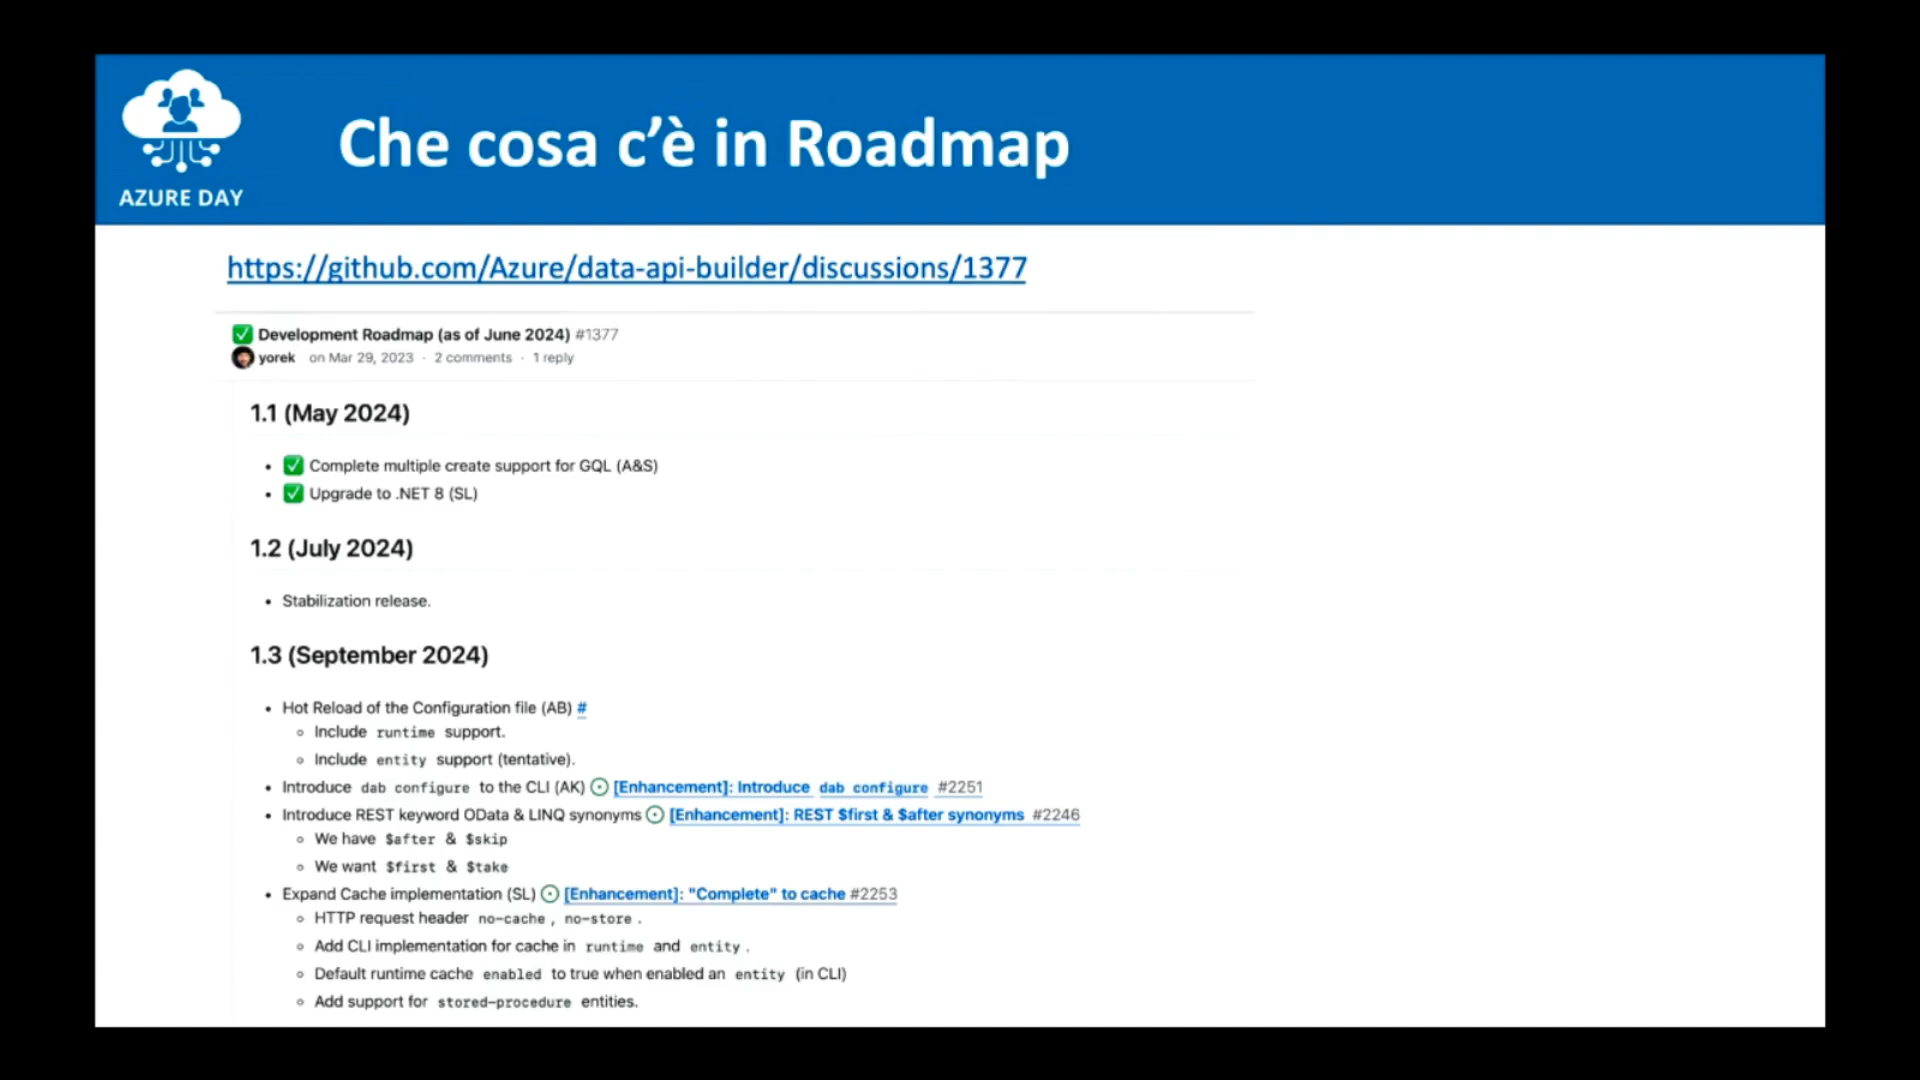 AZURE DAY
Che cosa c’è in Roadmap
https://github.com/Azure/data-api-builder/discussions/1377
✅ Development Roadmap (as of June 2024) #1377
yorek on Mar 29, 2023 · 2 comments · 1 reply
1.1 (May 2024)
• ✅ Complete multiple create support for GQL (A&S)
• ✅ Upgrade to .NET 8 (SL)
1.2 (July 2024)
• Stabilization release.
1.3 (September 2024)
• Hot Reload of the Configuration file (AB) #
◦ Include runtime support.
◦ Include entity support (tentative).
• Introduce dab configure to the CLI (AK) [Enhancement]: Introduce dab configure #2251
• Introduce REST keyword OData & LINQ synonyms [Enhancement]: REST $first & $after synonyms #2246
◦ We have $after & $skip
◦ We want $first & $take
• Expand Cache implementation (SL) [Enhancement]: "Complete" to cache #2253
◦ HTTP request header no-cache, no-store.
◦ Add CLI implementation for cache in runtime and entity.
◦ Default runtime cache enabled to true when enabled an entity (in CLI)
◦ Add support for stored-procedure entities.